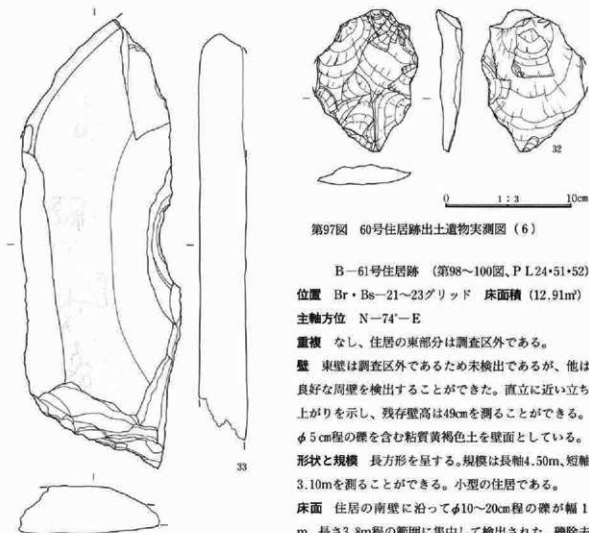 32
0 1:3 10cm
第97図 60号住居跡出土遺物実測図(6)
B-61号住居跡 (第98~100図、PL24・51・52)
位置 Br・Bs-21~23グリッド 床面積 (12.91㎡)
主軸方位 N-74°-E
重複 なし、住居の東部分は調査区外である。
壁 東壁は調査区外であるため未検出であるが、他は
良好な周壁を検出することができた。直立に近い立ち
上がりを示し、残存壁高は49㎝を測ることができる。
φ5㎝程の礫を含む粘質黄褐色土を壁面としている。
形状と規模 長方形を呈する。規模は長軸4.50m、短軸
3.10mを測ることができる。小型の住居である。
床面 住居の南壁に沿ってφ10~20㎝程の礫が幅1
m、長さ3.8m程の範囲に集中して検出された。礫除去
33